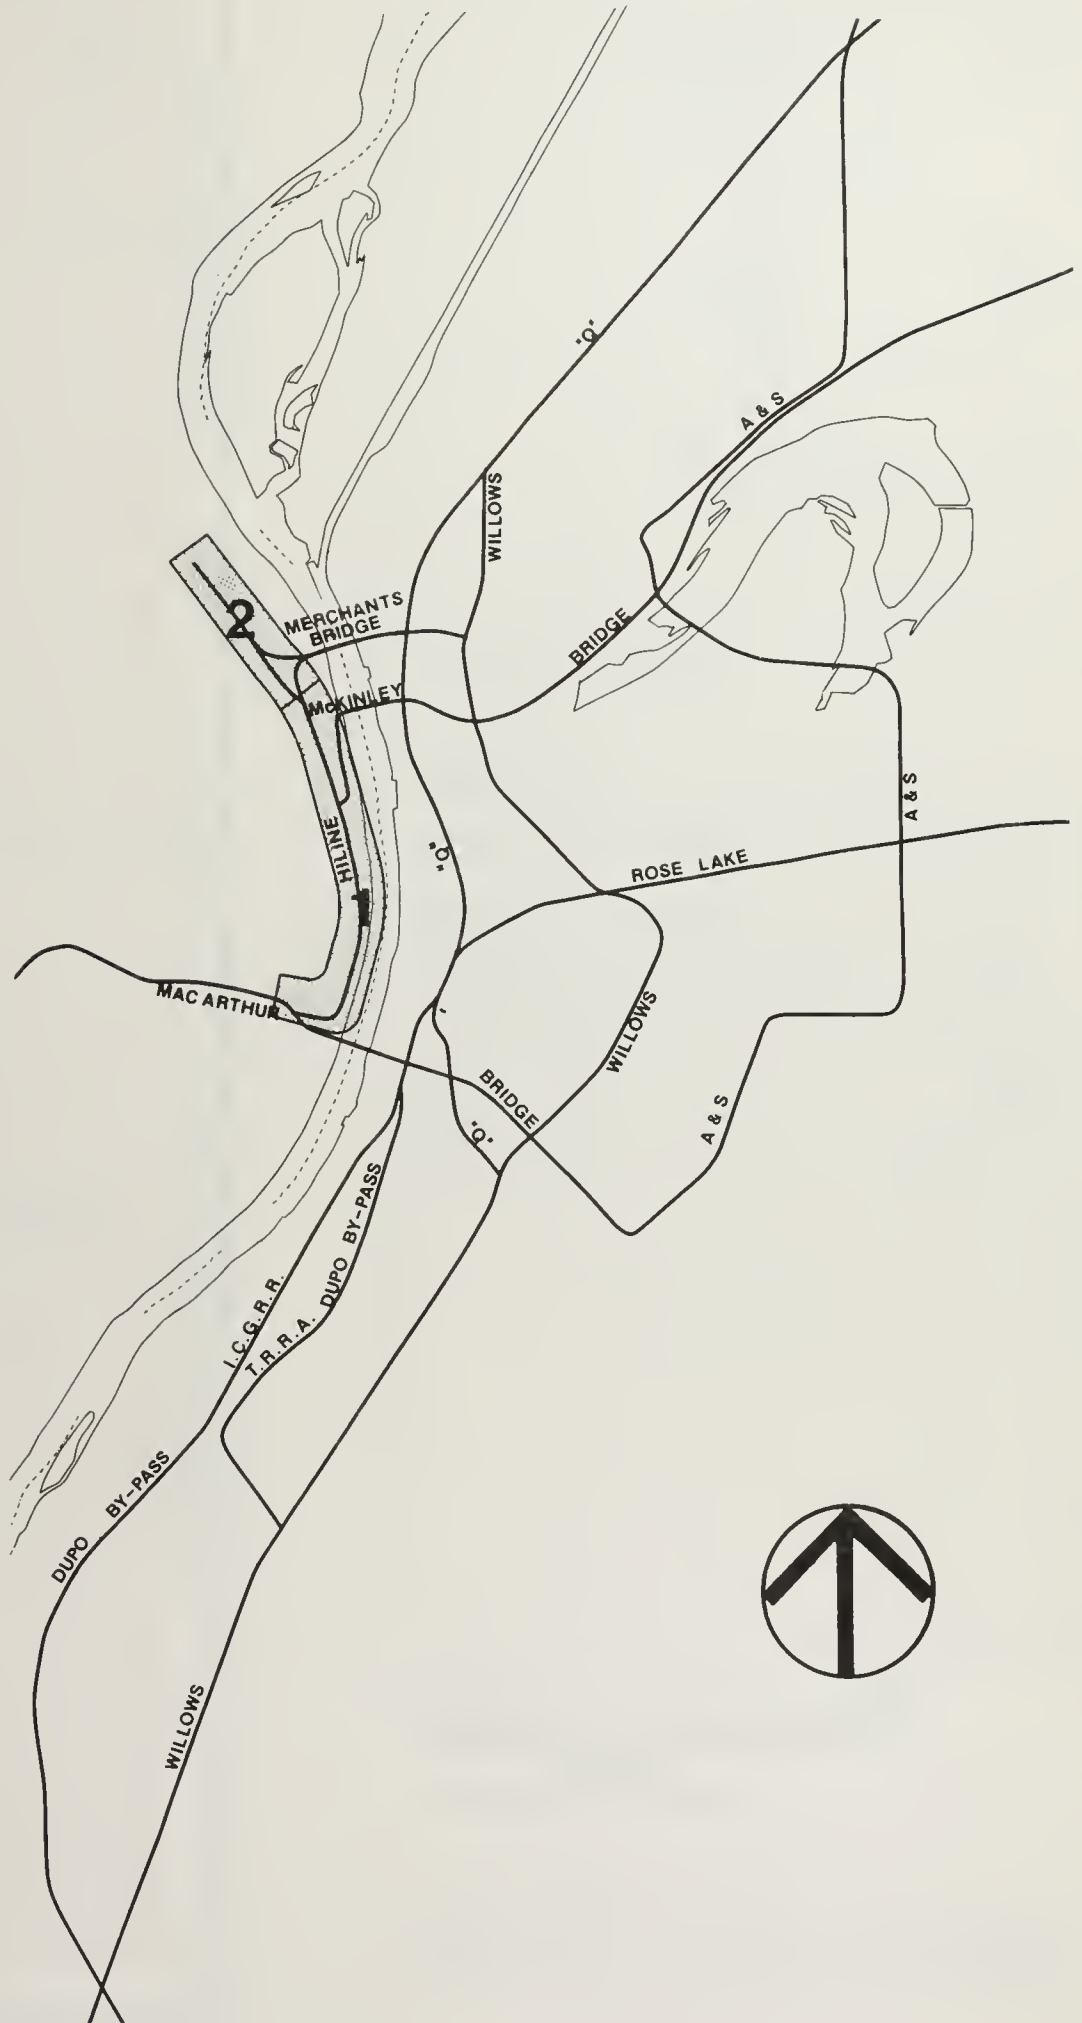 "Q"
A & S
WILLOWS
2
MERCHANTS
BRIDGE
BRIDGE
McKINLEY
A & S
HILINE
"Q"
ROSE LAKE
MAC ARTHUR
WILLOWS
BRIDGE
A & S
"Q"
DUPO BY-PASS
I.C.G.R.R.
T.R.R.A.
DUPO BY-PASS
WILLOWS